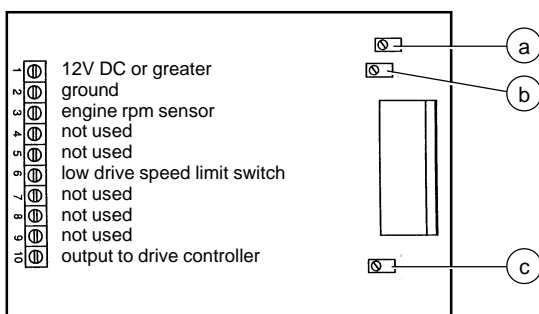 1 12V DC or greater
2 ground
3 engine rpm sensor
4 not used
5 not used
6 low drive speed limit switch
7 not used
8 not used
9 not used
10 output to drive controller
a
b
c